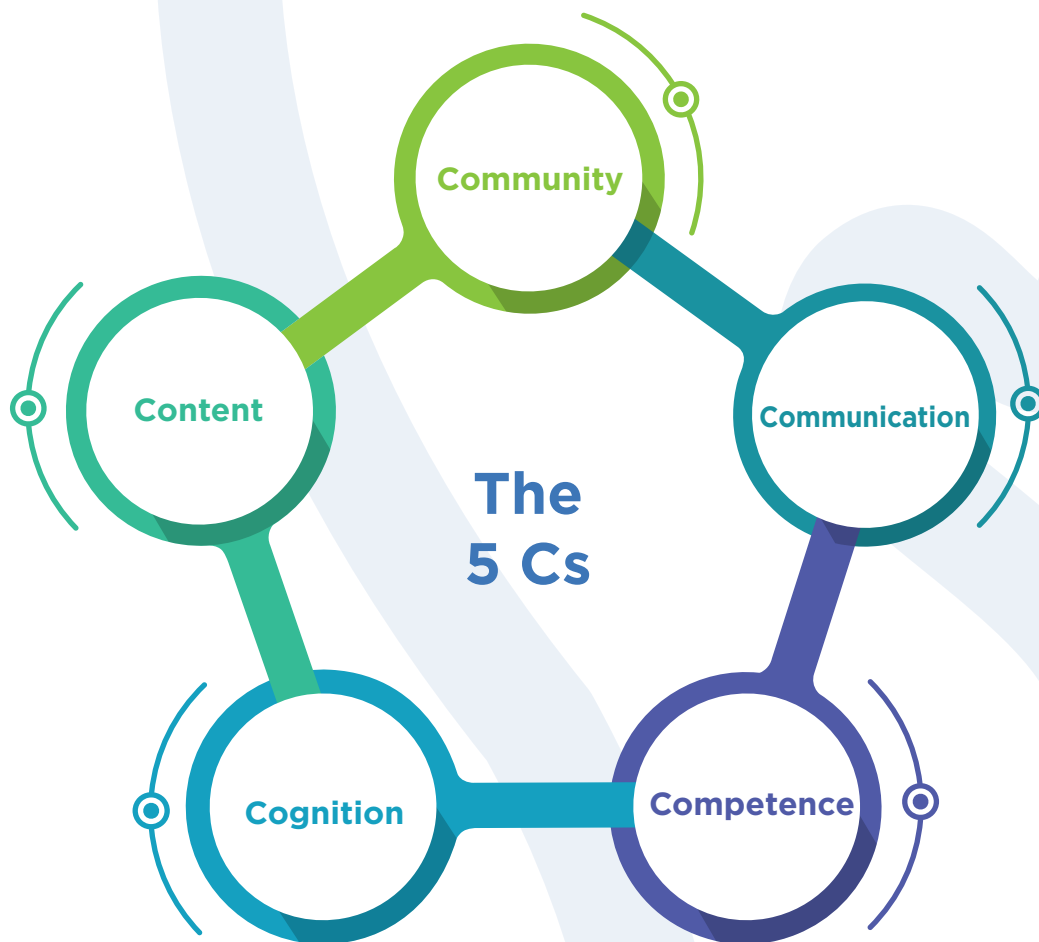 Community
Content
Communication
The
5 Cs
Cognition
Competence